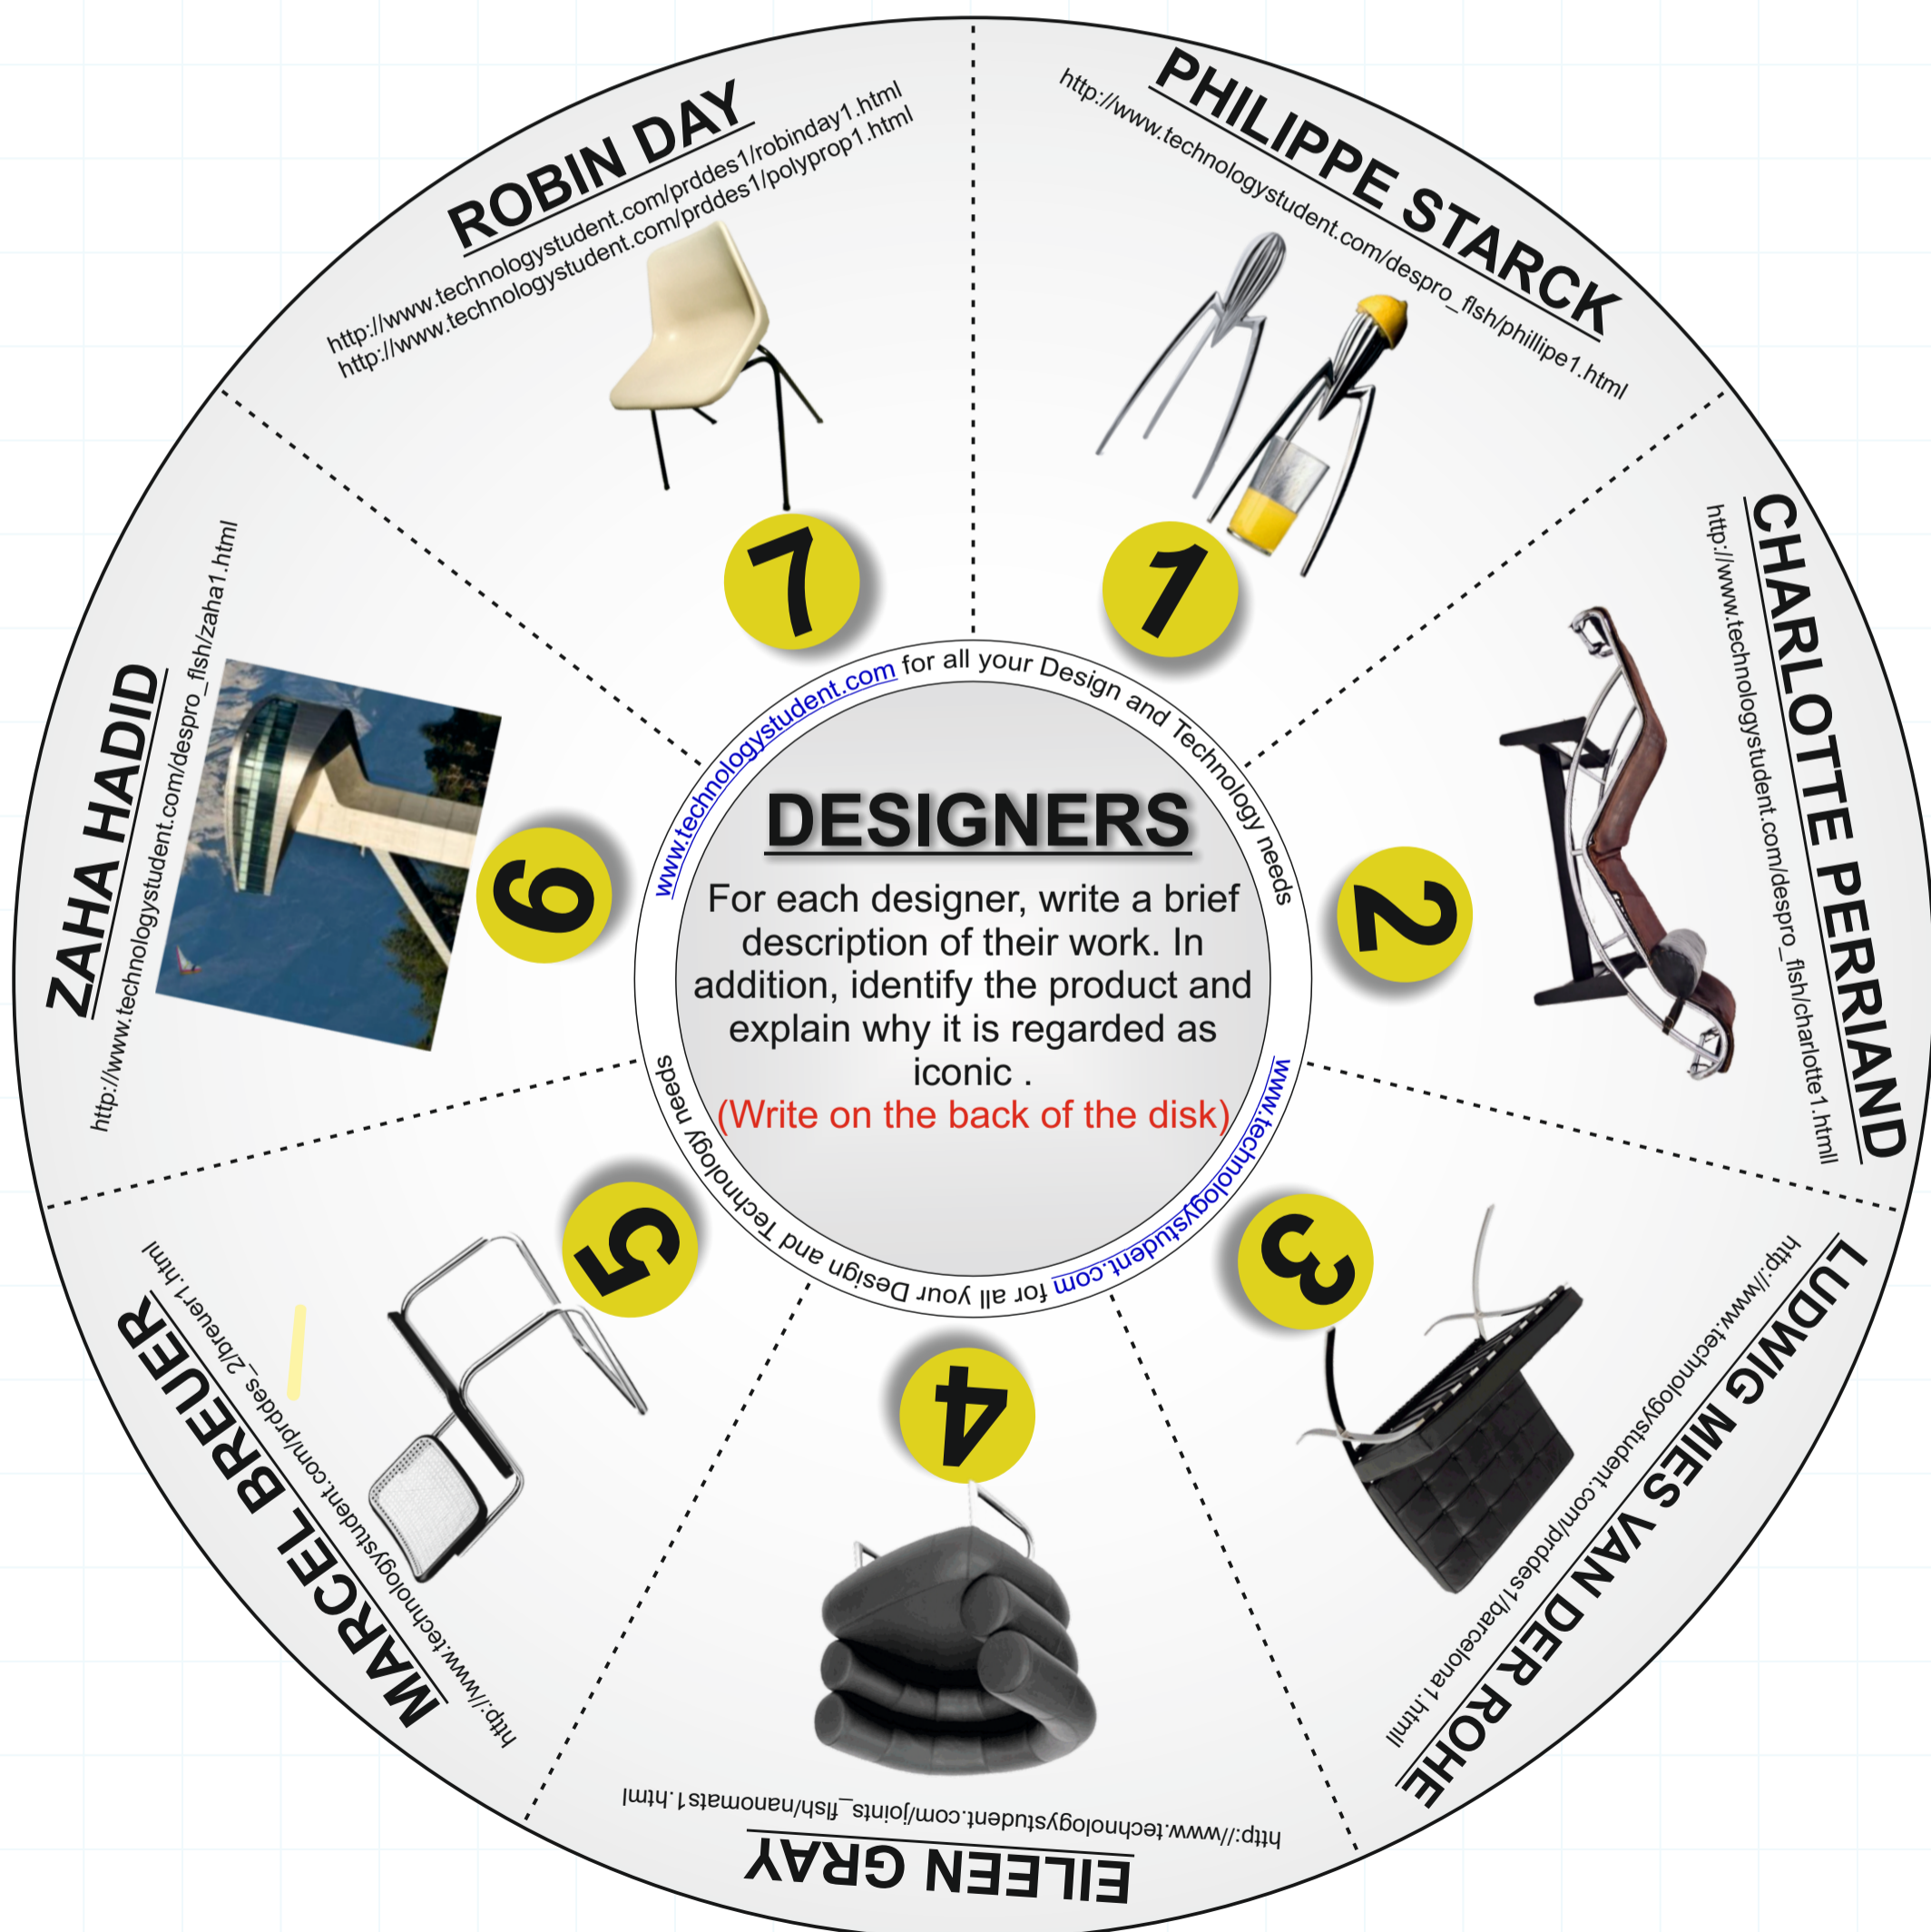 DESIGNERS
For each designer, write a brief
description of their work. In
addition, identify the product and
explain why it is regarded as
iconic .
(Write on the back of the disk)
www.technologystudent.com for all your Design and Technology needs
www.technologystudent.com for all your Design and Technology needs
PHILIPPE STARCK
http://www.technologystudent.com/despro_flsh/phillipe1.html
1
CHARLOTTE PERRIAND
http://www.technologystudent.com/despro_flsh/charlotte1.htmll
2
LUDWIG MIES VAN DER ROHE
http://www.technologystudent.com/prddes1/barcelona1.htmll
3
EILEEN GRAY
http://www.technologystudent.com/joints_flsh/nanomats1.html
4
MARCEL BREUER
http://www.technologystudent.com/prddes_2/breuer1.html
5
ZAHA HADID
http://www.technologystudent.com/despro_flsh/zaha1.html
6
ROBIN DAY
http://www.technologystudent.com/prddes1/robinday1.html
http://www.technologystudent.com/prddes1/polyprop1.html
7